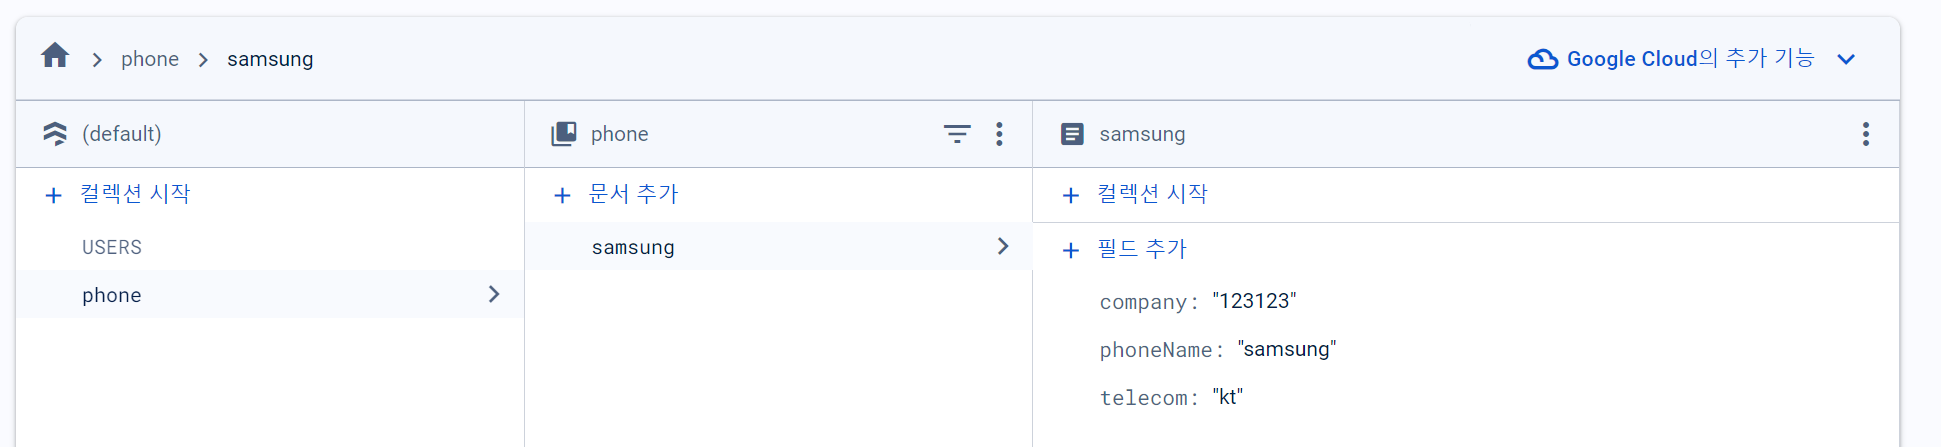 phone > samsung
Google Cloud의 추가 기능
(default)
phone
samsung
+ 컬렉션 시작
+ 문서 추가
+ 컬렉션 시작
USERS
samsung
+ 필드 추가
phone
company: "123123"
phoneName: "samsung"
telecom: "kt"